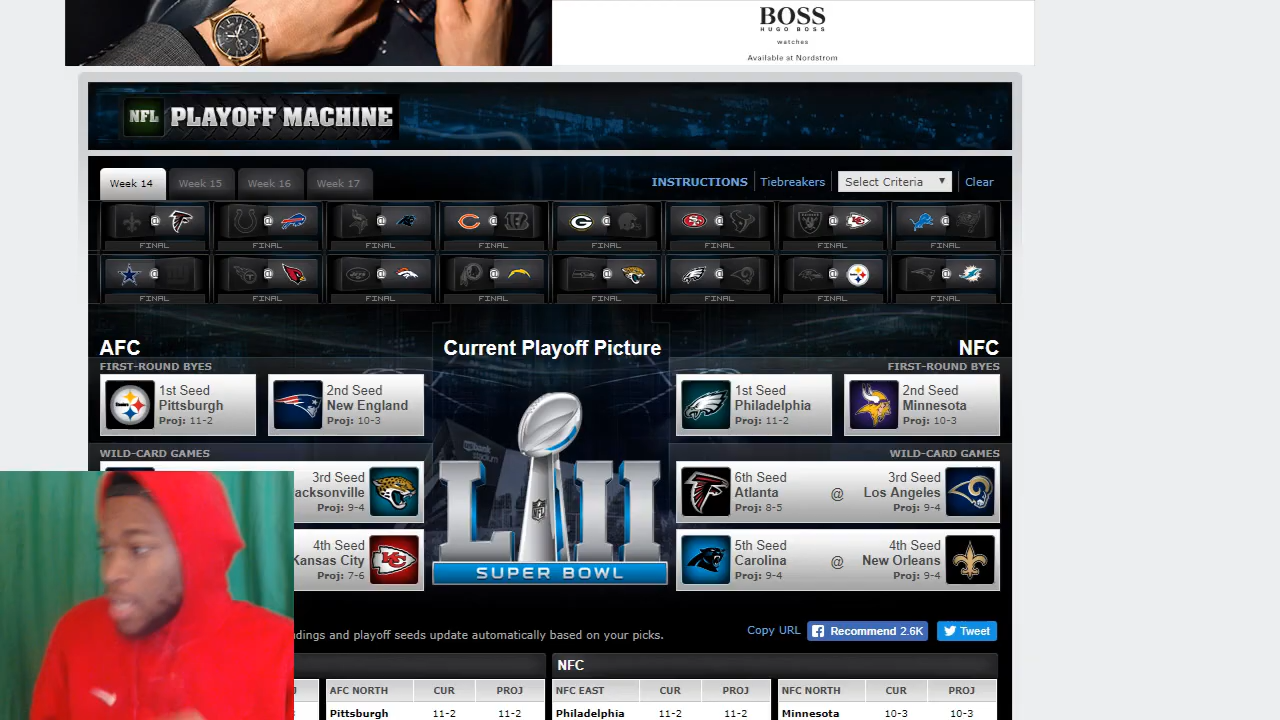 BOSS
HUGO BOSS
watches
Available at Nordstrom
NFL PLAYOFF MACHINE
Week 14 Week 15 Week 16 Week 17 INSTRUCTIONS Tiebreakers Select Criteria Clear
@ @ @ @ @ @ @ @
FINAL FINAL FINAL FINAL FINAL FINAL FINAL FINAL
@ @ @ @ @ @ @ @
FINAL FINAL FINAL FINAL FINAL FINAL FINAL FINAL
AFC Current Playoff Picture NFC
FIRST-ROUND BYES FIRST-ROUND BYES
1st Seed 2nd Seed 1st Seed 2nd Seed
Pittsburgh New England Philadelphia Minnesota
Proj: 11-2 Proj: 10-3 Proj: 11-2 Proj: 10-3
WILD-CARD GAMES WILD-CARD GAMES
3rd Seed 6th Seed 3rd Seed
acksonville Atlanta @ Los Angeles
Proj: 9-4 Proj: 8-5 Proj: 9-4
4th Seed 5th Seed 4th Seed
Kansas City Carolina @ New Orleans
Proj: 7-6 Proj: 9-4 Proj: 9-4
LII
SUPER BOWL
dings and playoff seeds update automatically based on your picks. Copy URL Recommend 2.6K Tweet
NFC
J AFC NORTH CUR PROJ NFC EAST CUR PROJ NFC NORTH CUR PROJ
Pittsburgh 11-2 11-2 Philadelphia 11-2 11-2 Minnesota 10-3 10-3